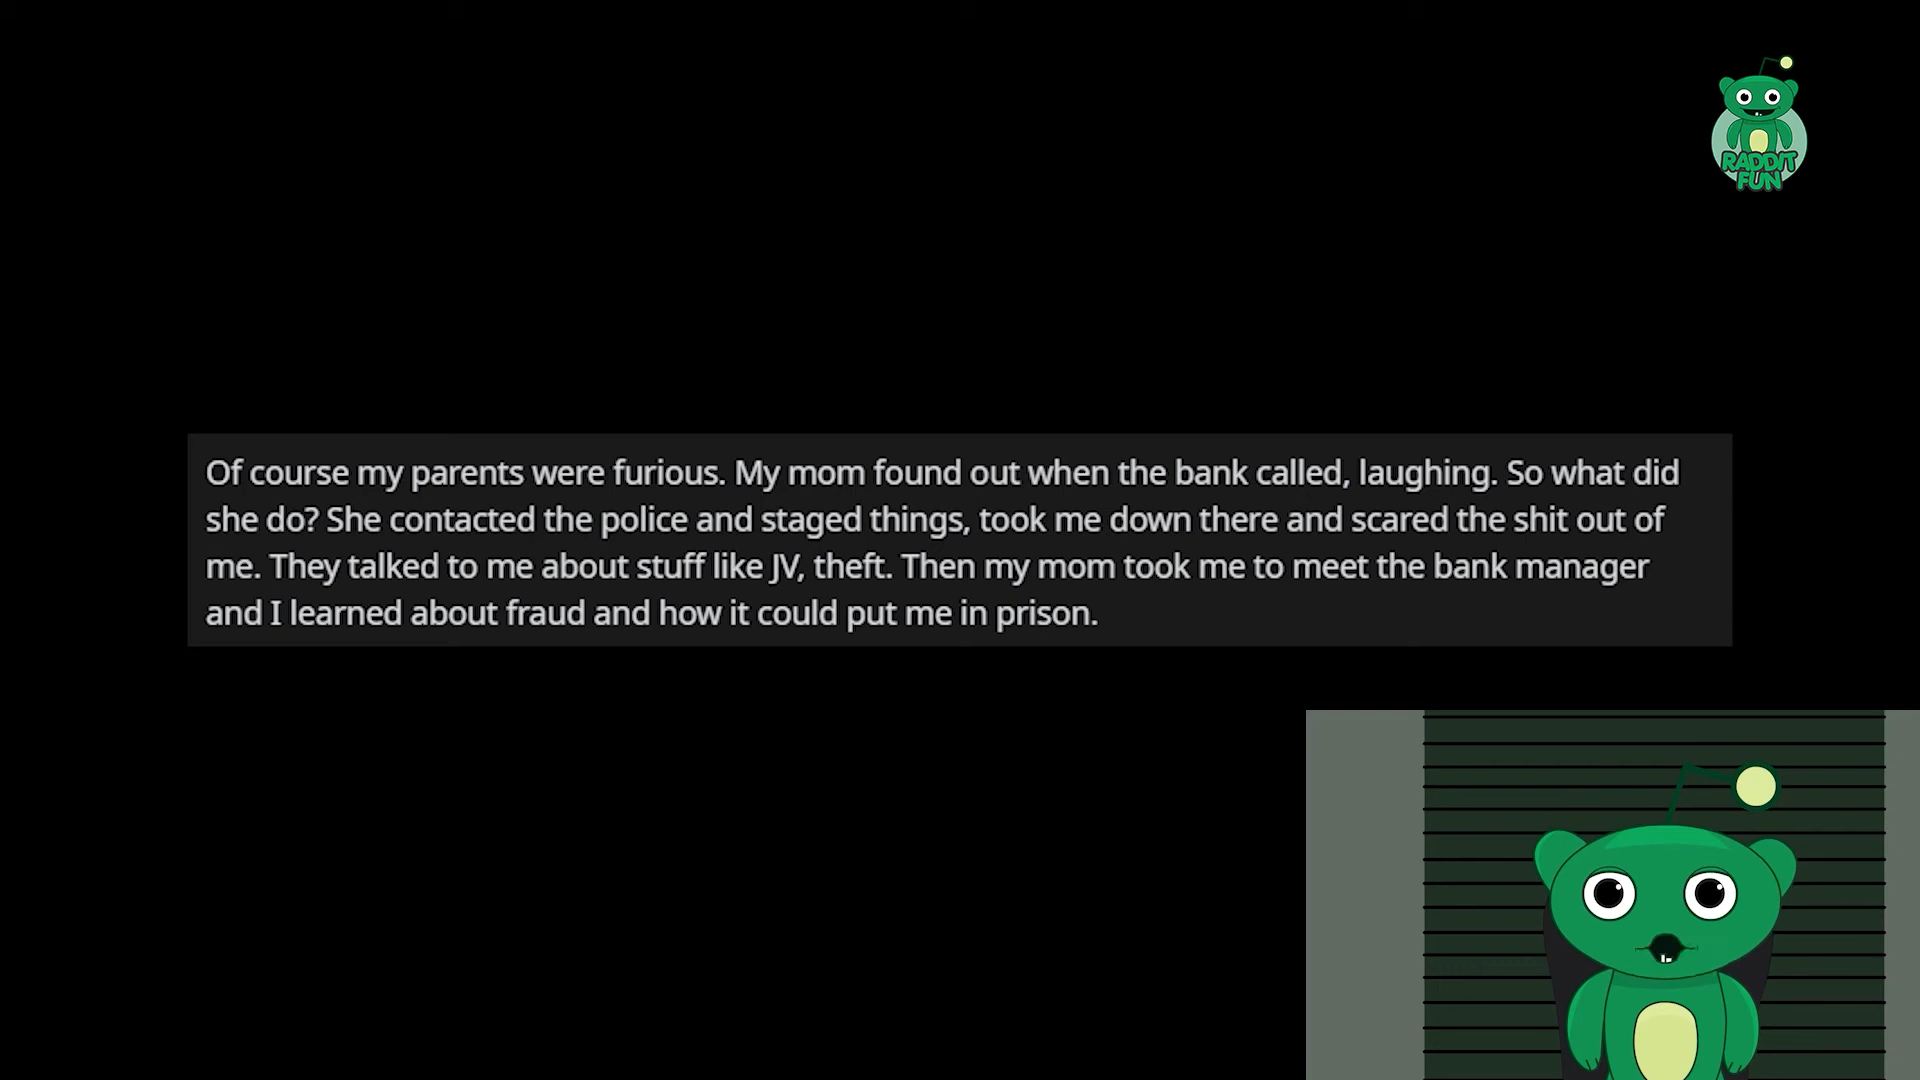 RADDIT
FUN
Of course my parents were furious. My mom found out when the bank called, laughing. So what did
she do? She contacted the police and staged things, took me down there and scared the shit out of
me. They talked to me about stuff like JV, theft. Then my mom took me to meet the bank manager
and I learned about fraud and how it could put me in prison.